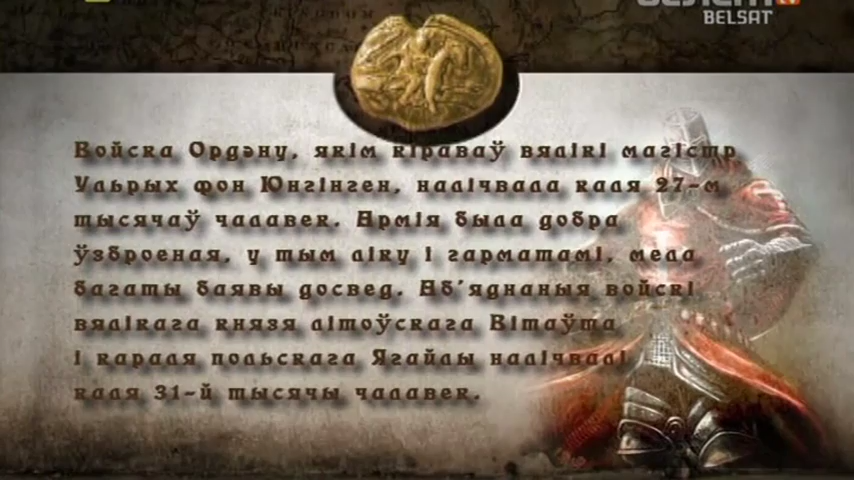 BELSAT
Войска Ордэну, якім кіраваў вялікі магістр
Ульрых фон Юнгінген, налічвала каля 27-м
тысячаў чалавек. Армія была добра
ўзброеная, у тым ліку і гарматамі, мела
багаты баявы досвед. Аб'яднаныя войскі
вялікага князя літоўскага Вітаўта
і караля польскага Ягайлы налічвалі
каля 31-й тысячы чалавек.